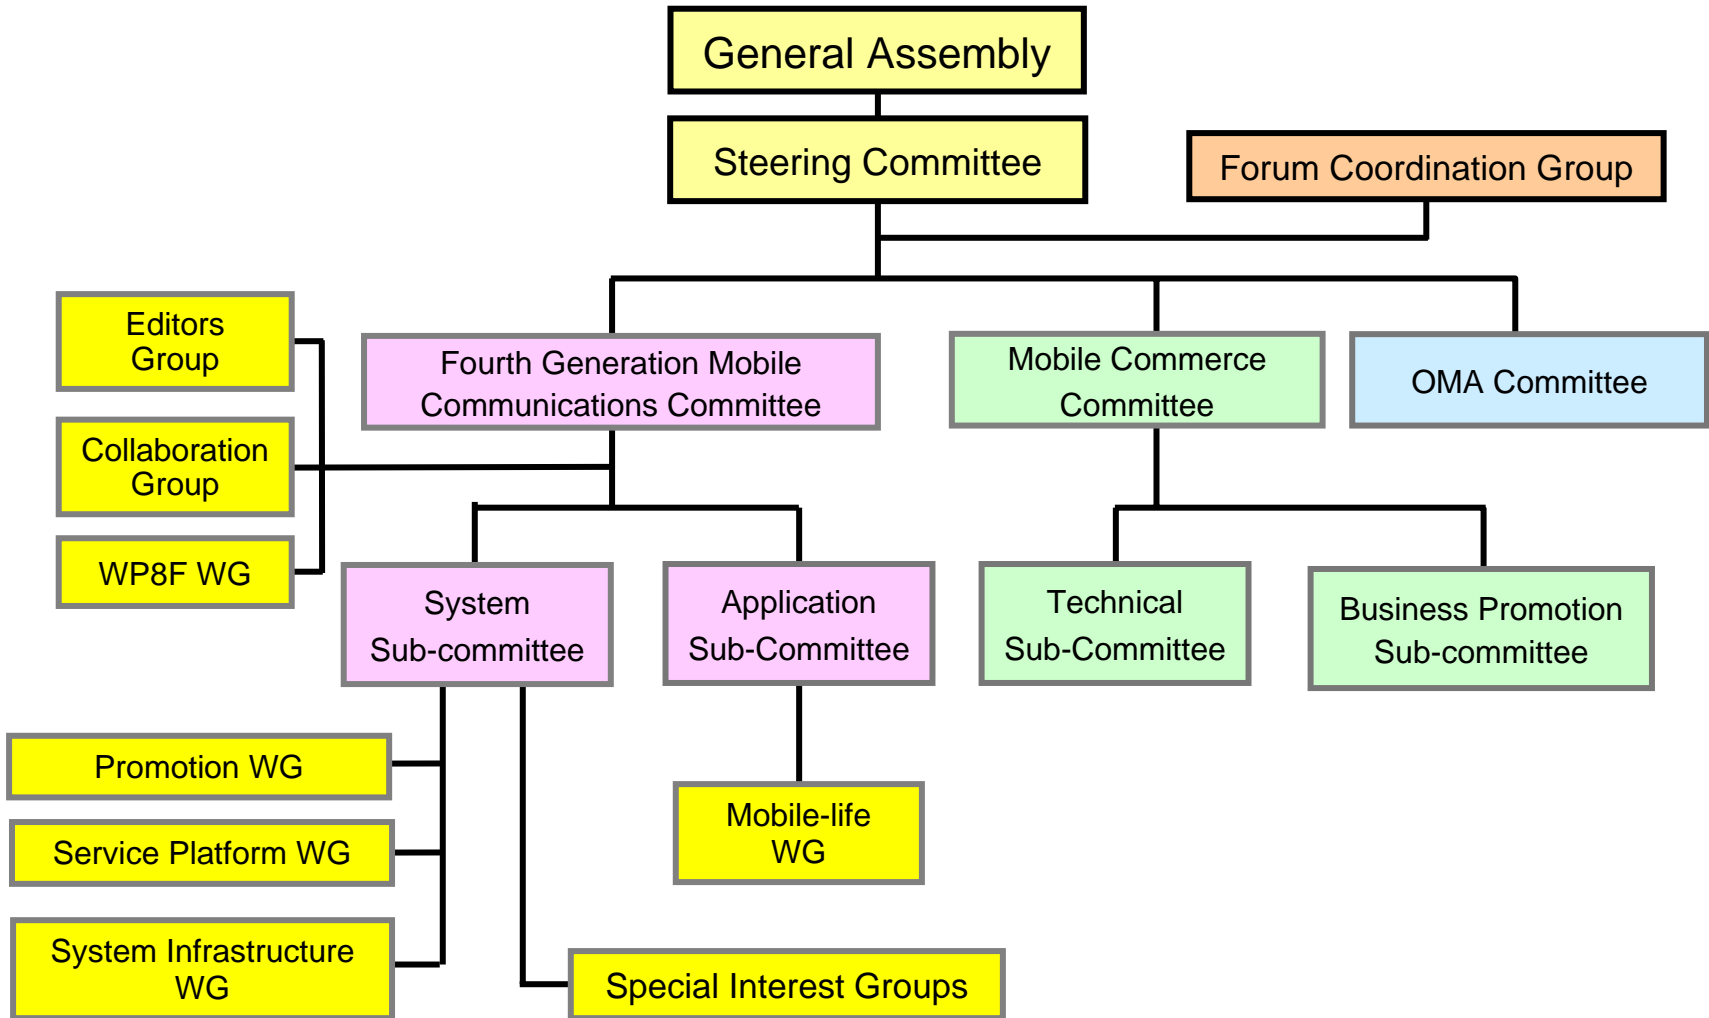 General Assembly
Steering Committee
Forum Coordination Group
Editors
Group
Fourth Generation Mobile
Communications Committee
Mobile Commerce
Committee
OMA Committee
Collaboration
Group
WP8F WG
System
Sub-committee
Application
Sub-Committee
Technical
Sub-Committee
Business Promotion
Sub-committee
Promotion WG
Service Platform WG
System Infrastructure
WG
Mobile-life
WG
Special Interest Groups